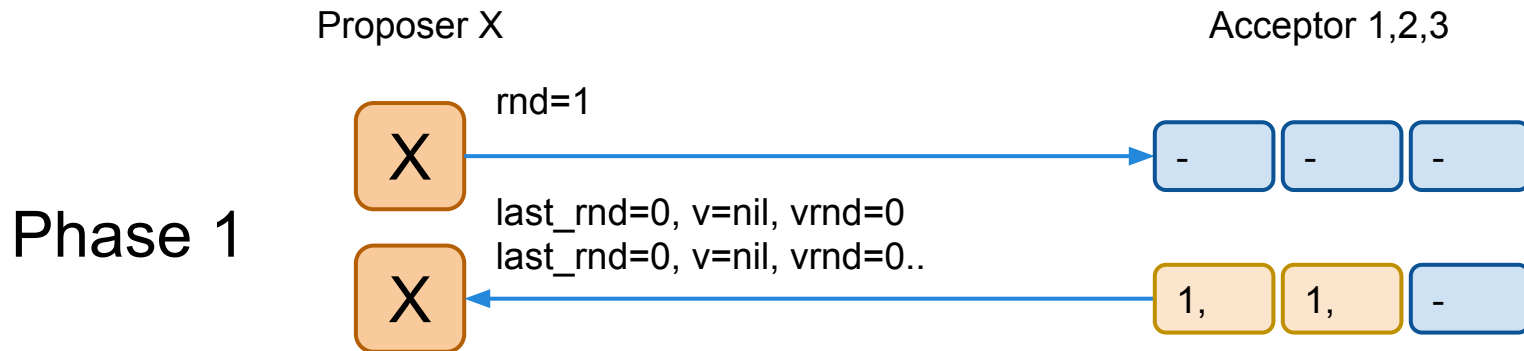 Proposer X
Acceptor 1,2,3
rnd=1
X
- - -
Phase 1
last_rnd=0, v=nil, vrnd=0
last_rnd=0, v=nil, vrnd=0..
X
1, 1, -